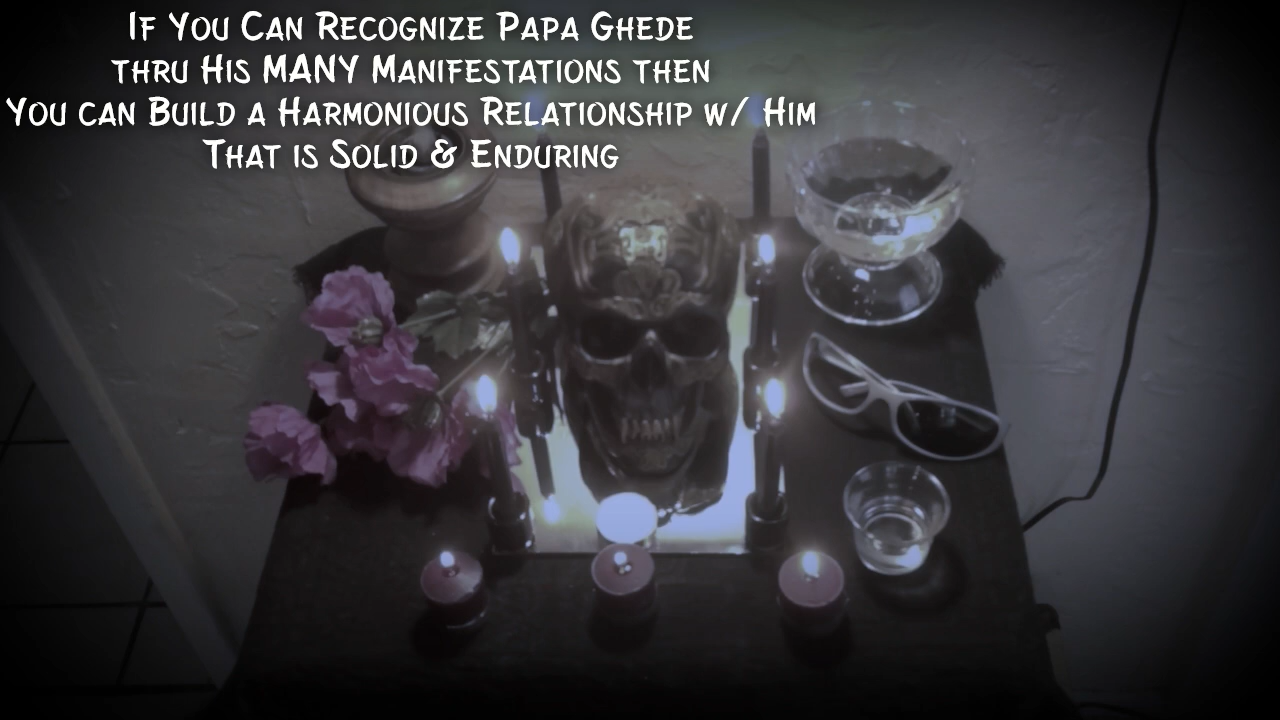 If You Can Recognize Papa Ghede
thru His MANY Manifestations then
You can Build a Harmonious Relationship w/ Him
That is Solid & Enduring